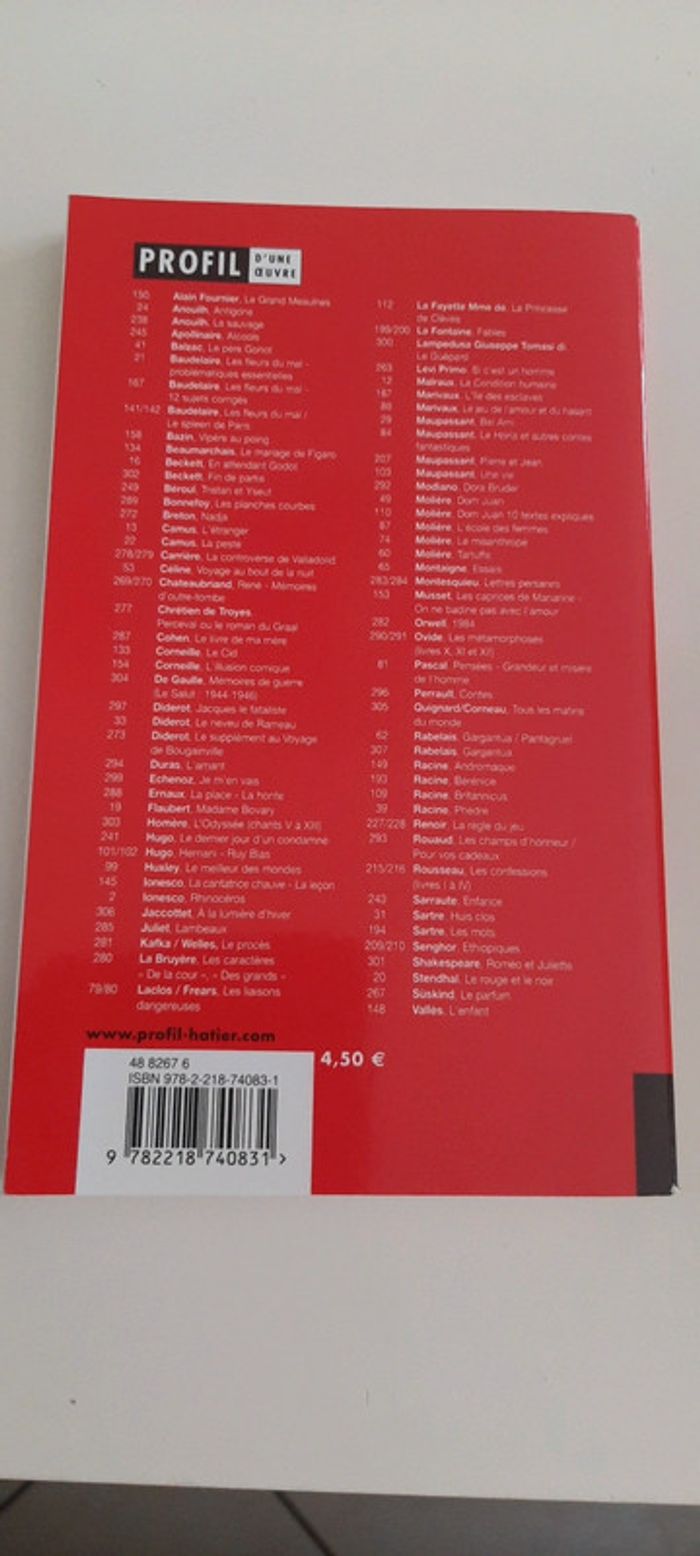 PROFIL D'UNE ŒUVRE
150 Alain Fournier, Le Grand Meaulnes
24 Anouilh, Antigone
238 Anouilh, La sauvage
245 Apollinaire, Alcools
41 Balzac, Le père Goriot
21 Baudelaire, Les fleurs du mal -
problématiques essentielles
167 Baudelaire, Les fleurs du mal -
12 sujets corrigés
141/142 Baudelaire, Les fleurs du mal /
Le spleen de Paris
158 Bazin, Vipère au poing
134 Beaumarchais, Le mariage de Figaro
16 Beckett, En attendant Godot
302 Beckett, Fin de partie
249 Béroul, Tristan et Yseut
289 Bonnefoy, Les planches courbes
272 Breton, Nadja
13 Camus, L'étranger
22 Camus, La peste
278/279 Carrière, La controverse de Valladolid
53 Céline, Voyage au bout de la nuit
269/270 Chateaubriand, René - Mémoires
d'outre-tombe
277 Chrétien de Troyes,
Perceval ou le roman du Graal
287 Cohen, Le livre de ma mère
133 Corneille, Le Cid
154 Corneille, L'illusion comique
304 De Gaulle, Mémoires de guerre
(Le Salut : 1944-1946)
297 Diderot, Jacques le fataliste
33 Diderot, Le neveu de Rameau
273 Diderot, Le supplément au Voyage
de Bougainville
294 Duras, L'amant
299 Echenoz, Je m'en vais
288 Ernaux, La place - La honte
19 Flaubert, Madame Bovary
303 Homère, L'Odyssée (chants V à XIII)
241 Hugo, Le dernier jour d'un condamné
101/102 Hugo, Hernani - Ruy Blas
99 Huxley, Le meilleur des mondes
145 Ionesco, La cantatrice chauve - La leçon
2 Ionesco, Rhinocéros
306 Jaccottet, À la lumière d'hiver
285 Juliet, Lambeaux
281 Kafka / Welles, Le procès
280 La Bruyère, Les caractères
« De la cour », « Des grands »
79/80 Laclos / Frears, Les liaisons
dangereuses
112 La Fayette Mme de, La Princesse
de Clèves
199/200 La Fontaine, Fables
300 Lampedusa Giuseppe Tomasi di,
Le Guépard
263 Levi Primo, Si c'est un homme
12 Malraux, La Condition humaine
187 Marivaux, L'île des esclaves
88 Marivaux, Le jeu de l'amour et du hasard
29 Maupassant, Bel Ami
84 Maupassant, Le Horla et autres contes
fantastiques
207 Maupassant, Pierre et Jean
103 Maupassant, Une vie
292 Modiano, Dora Bruder
49 Molière, Dom Juan
110 Molière, Dom Juan 10 textes expliqués
87 Molière, L'école des femmes
74 Molière, Le misanthrope
60 Molière, Tartuffe
65 Montaigne, Essais
283/284 Montesquieu, Lettres persanes
153 Musset, Les caprices de Marianne -
On ne badine pas avec l'amour
282 Orwell, 1984
290/291 Ovide, Les métamorphoses
(livres X, XI et XII)
81 Pascal, Pensées - Grandeur et misère
de l'homme
296 Perrault, Contes
305 Quignard/Corneau, Tous les matins
du monde
62 Rabelais, Gargantua / Pantagruel
307 Rabelais, Gargantua
149 Racine, Andromaque
193 Racine, Bérénice
109 Racine, Britannicus
39 Racine, Phèdre
227/228 Renoir, La règle du jeu
293 Rouaud, Les champs d'honneur /
Pour vos cadeaux
215/216 Rousseau, Les confessions
(livres I à IV)
243 Sarraute, Enfance
31 Sartre, Huis clos
194 Sartre, Les mots
209/210 Senghor, Ethiopiques
301 Shakespeare, Roméo et Juliette
20 Stendhal, Le rouge et le noir
267 Süskind, Le parfum
148 Vallès, L'enfant
www.profil-hatier.com
4,50 €
48 8267 6
ISBN 978-2-218-74083-1
9 782218 740831 >